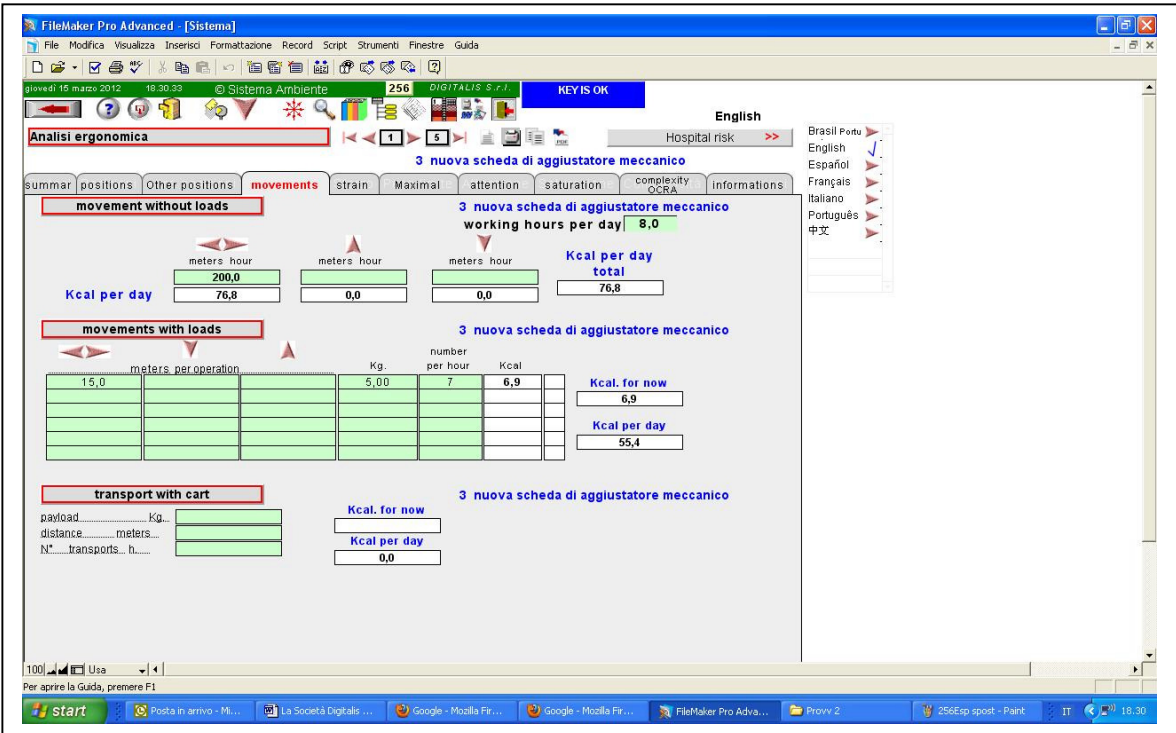 FileMaker Pro Advanced - [Sistema]
File Modifica Visualizza Inserisci Formattazione Record Script Strumenti Finestre Guida
giovedì 15 marzo 2012 18.30.33 © Sistema Ambiente 256 DIGITALIS S.r.l. KEY IS OK
English
Analisi ergonomica 1 5 PDF Hospital risk >>
3 nuova scheda di aggiustatore meccanico
summar positions Other positions movements strain Maximal attention saturation complexity OCRA informations
movement without loads 3 nuova scheda di aggiustatore meccanico
working hours per day 8,0
meters hour meters hour meters hour Kcal per day total
200,0
Kcal per day 76,8 0,0 0,0 76,8
movements with loads 3 nuova scheda di aggiustatore meccanico
meters per operation Kg. number per hour Kcal
15,0 5,00 7 6,9 Kcal. for now
6,9
Kcal per day
55,4
transport with cart 3 nuova scheda di aggiustatore meccanico
payload Kg. Kcal. for now
distance meters
Kcal per day
N° transports h.
0,0
Brasil Portu
English
Español
Français
Italiano
Português
中文
100 Usa
Per aprire la Guida, premere F1
start Posta in arrivo - Mi... La Società Digitalis ... Google - Mozilla Fir... Google - Mozilla Fir... FileMaker Pro Adva... Provv 2 256Esp spost - Paint IT 18.30